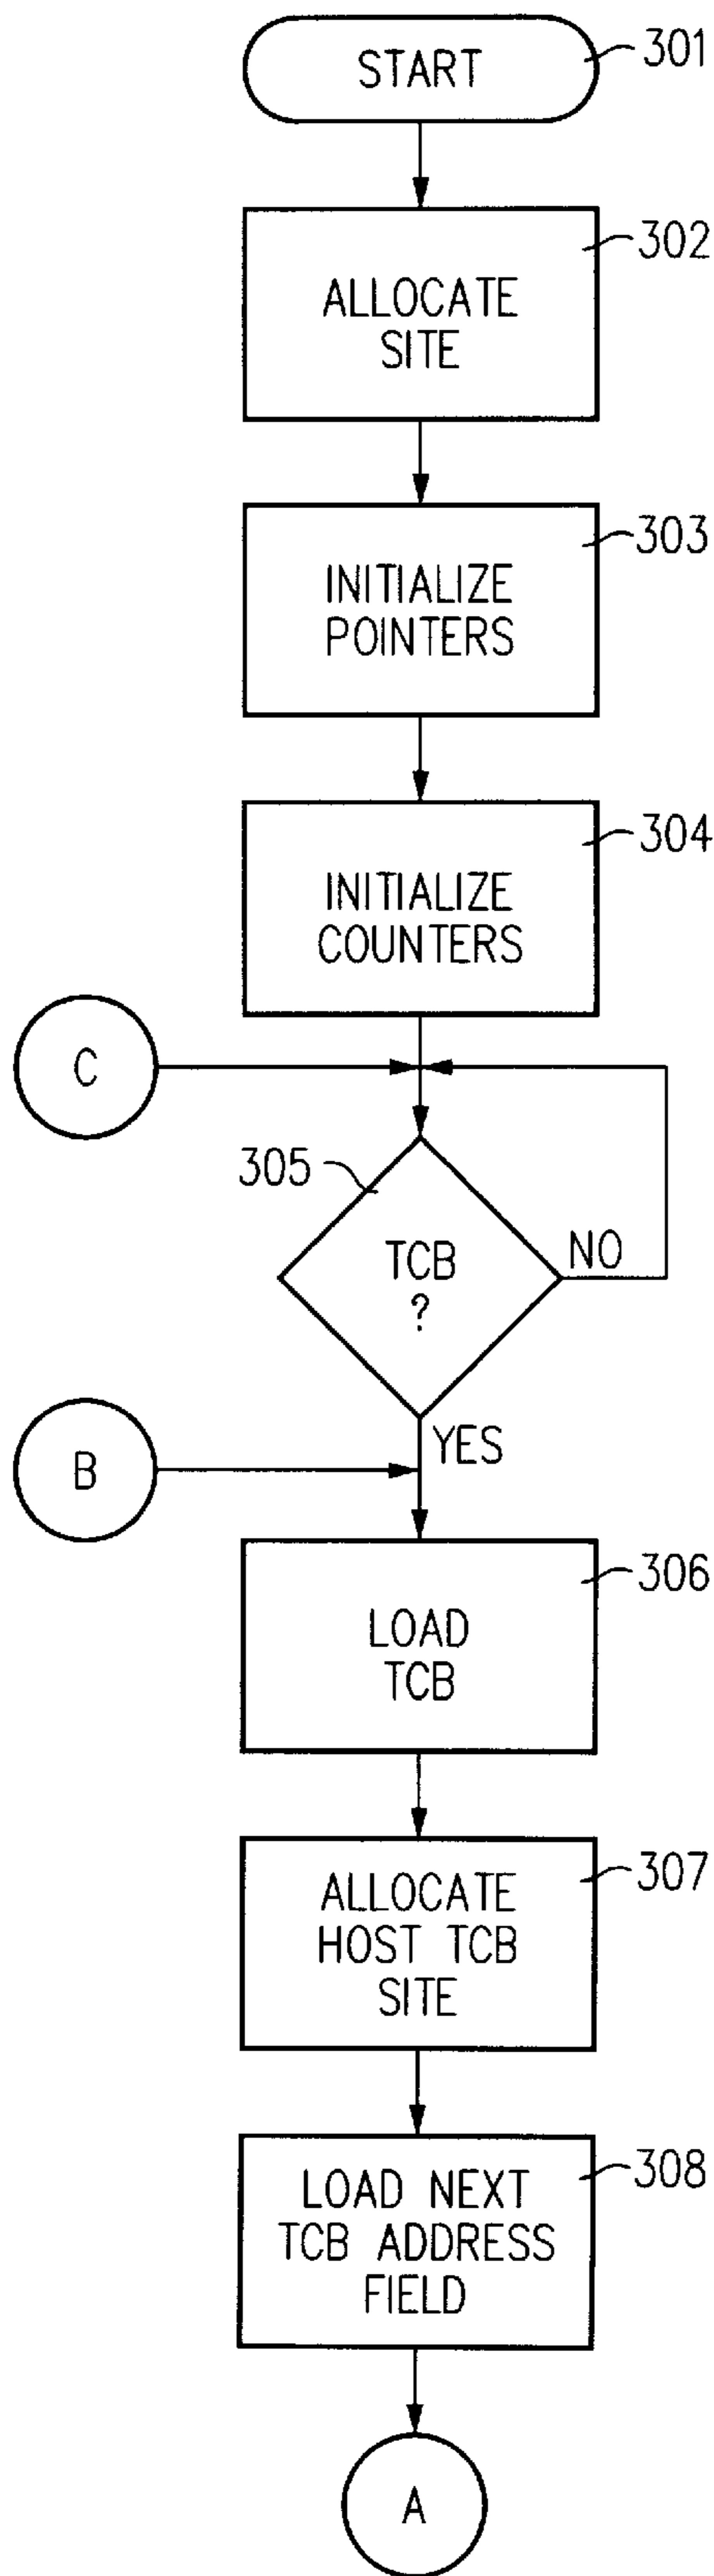 START
301
302
ALLOCATE
SITE
303
INITIALIZE
POINTERS
304
INITIALIZE
COUNTERS
C
305
TCB
?
NO
YES
B
306
LOAD
TCB
307
ALLOCATE
HOST TCB
SITE
308
LOAD NEXT
TCB ADDRESS
FIELD
A